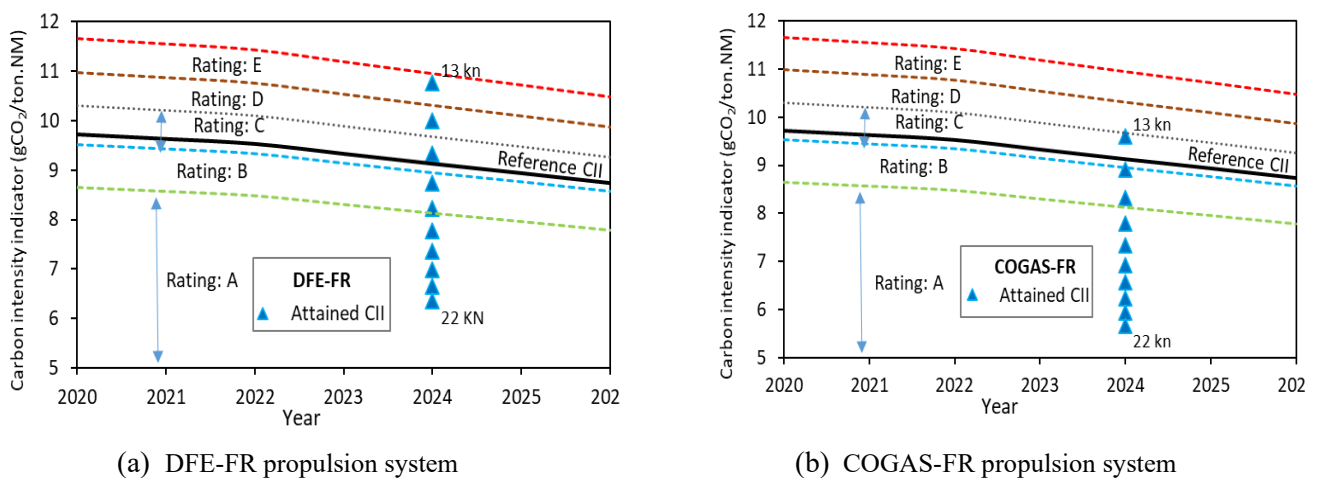 Carbon intensity indicator (gCO2/ton.NM)
12
11
10
9
8
7
6
5
Rating: E
Rating: D
Rating: C
Rating: B
Rating: A
13 kn
Reference CII
DFE-FR
Attained CII
22 KN
2020 2021 2022 2023 2024 2025 202
Year
(a) DFE-FR propulsion system
Carbon intensity indicator (gCO2/ton.NM)
12
11
10
9
8
7
6
5
Rating: E
Rating: D
Rating: C
Rating: B
Rating: A
13 kn
Reference CII
COGAS-FR
Attained CII
22 kn
2020 2021 2022 2023 2024 2025 202
Year
(b) COGAS-FR propulsion system